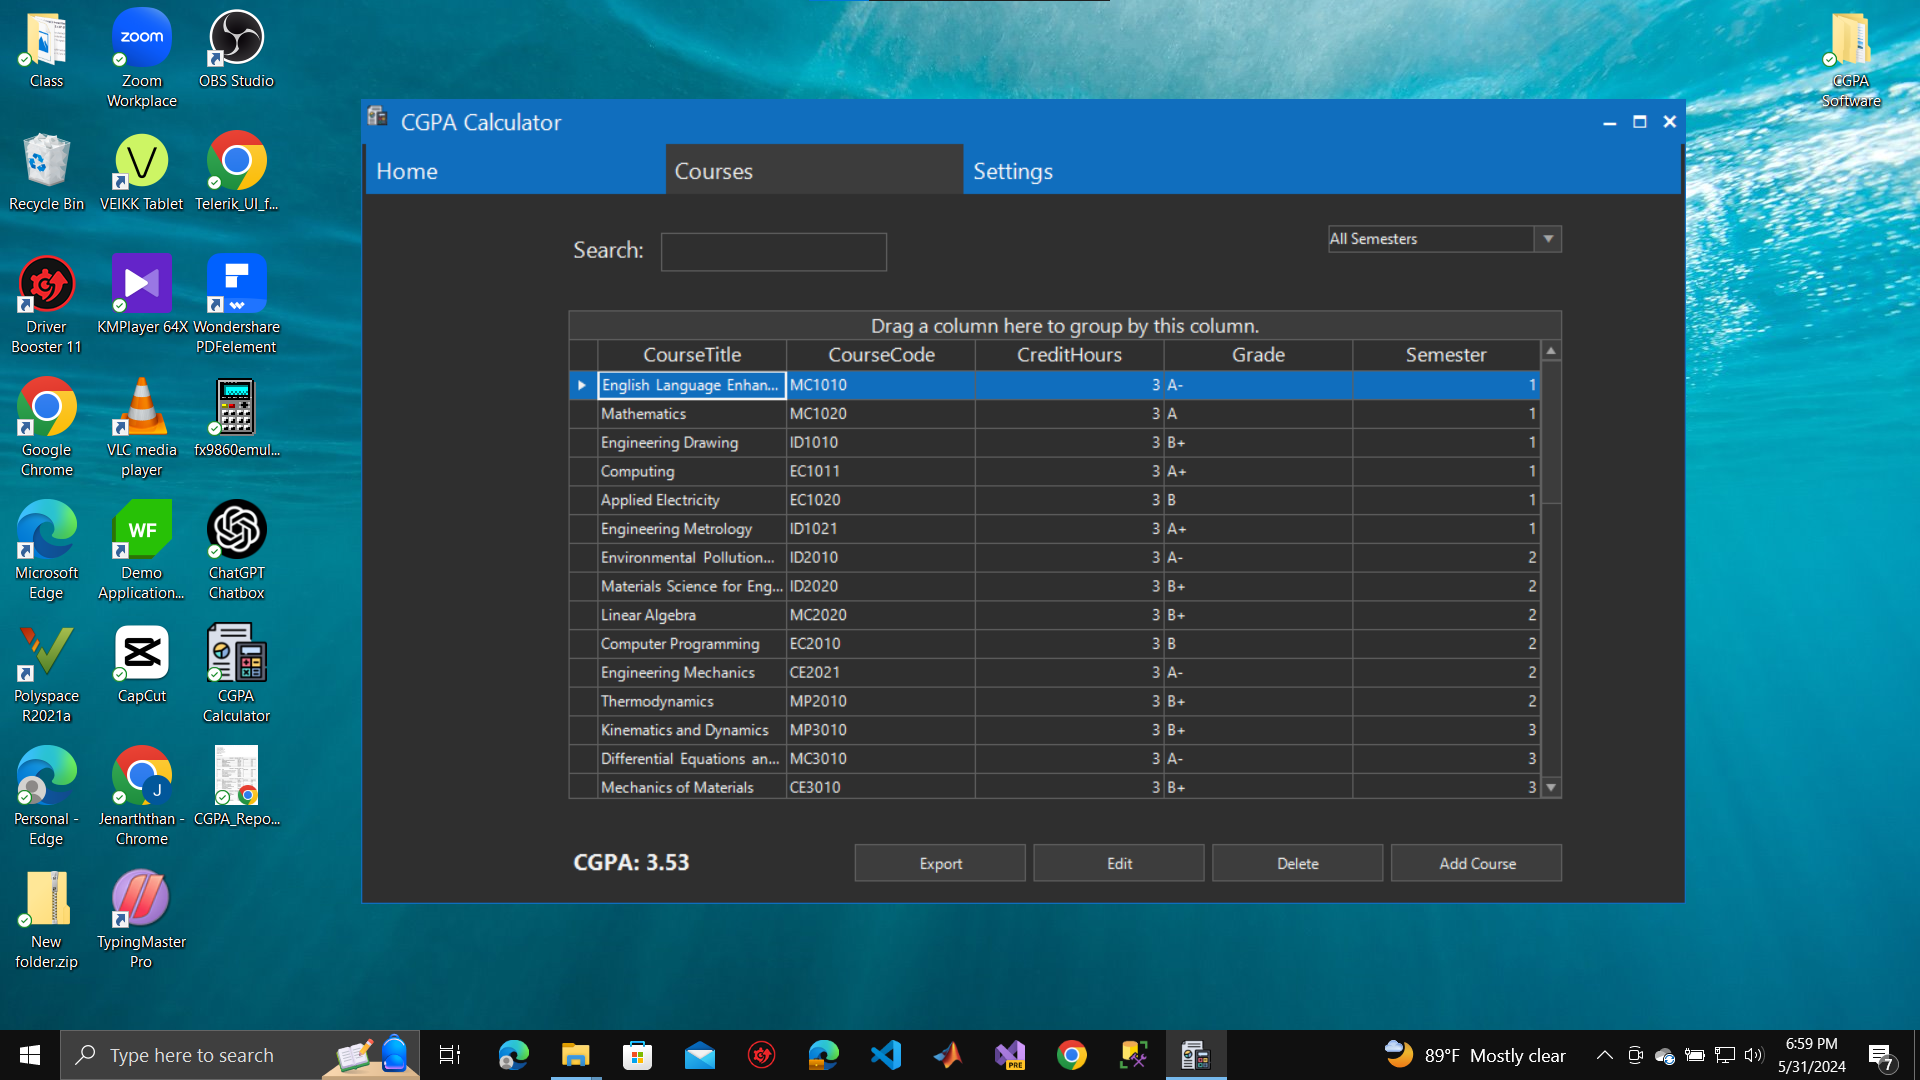 Class
zoom
Zoom
Workplace
OBS Studio
CGPA
Software
Recycle Bin
VEIKK Tablet
Telerik_UI_f...
Driver
Booster 11
KMPlayer 64X
Wondershare
PDFelement
Google
Chrome
VLC media
player
fx9860emul...
Microsoft
Edge
WF
Demo
Application...
ChatGPT
Chatbox
Polyspace
R2021a
CapCut
CGPA
Calculator
Personal -
Edge
J
Jenarththan -
Chrome
CGPA_Repo...
New
folder.zip
TypingMaster
Pro
CGPA Calculator
Home
Courses
Settings
Search:
All Semesters
Drag a column here to group by this column.
CourseTitle CourseCode CreditHours Grade Semester
English Language Enhan... MC1010 3 A- 1
Mathematics MC1020 3 A 1
Engineering Drawing ID1010 3 B+ 1
Computing EC1011 3 A+ 1
Applied Electricity EC1020 3 B 1
Engineering Metrology ID1021 3 A+ 1
Environmental Pollution... ID2010 3 A- 2
Materials Science for Eng... ID2020 3 B+ 2
Linear Algebra MC2020 3 B+ 2
Computer Programming EC2010 3 B 2
Engineering Mechanics CE2021 3 A- 2
Thermodynamics MP2010 3 B+ 2
Kinematics and Dynamics MP3010 3 B+ 3
Differential Equations an... MC3010 3 A- 3
Mechanics of Materials CE3010 3 B+ 3
CGPA: 3.53
Export
Edit
Delete
Add Course
Type here to search
PRE
89°F Mostly clear
6:59 PM
5/31/2024
7